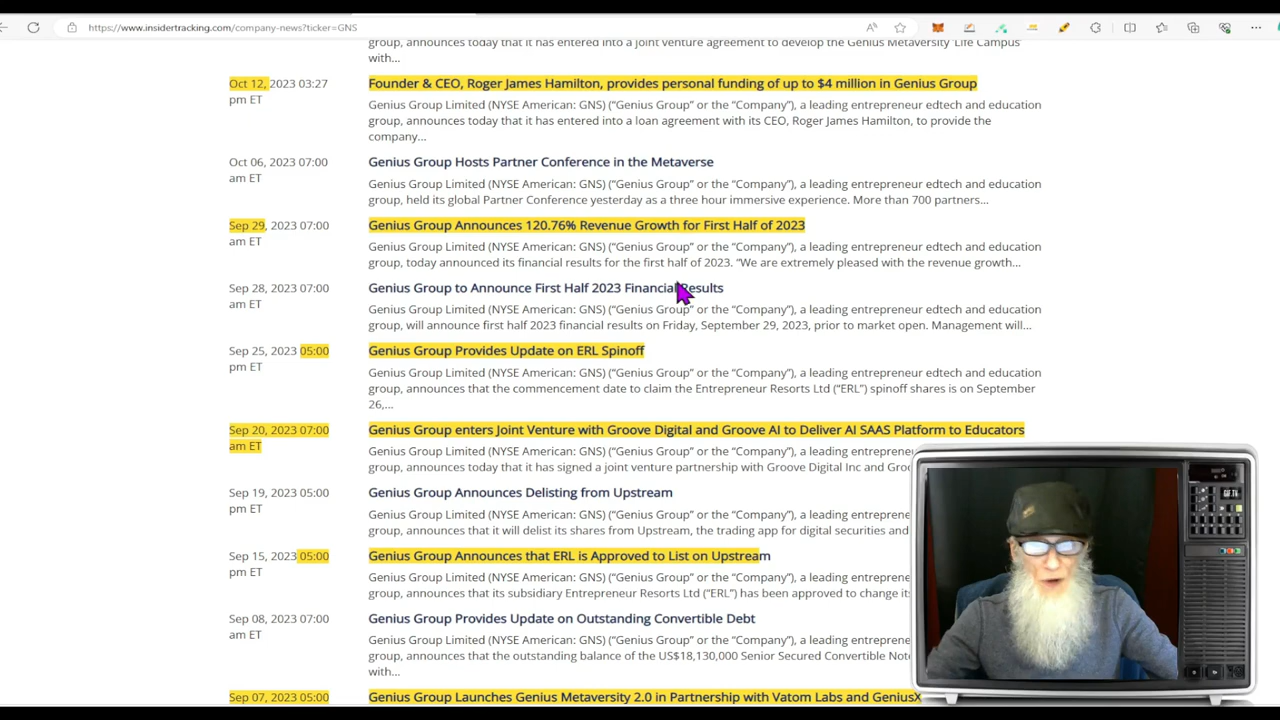 https://www.insidertracking.com/company-news?ticker=GNS
group, announces today that it has entered into a joint venture agreement to develop the Genius Metaversity 'Life Campus'
with...
Oct 12, 2023 03:27
pm ET
Founder & CEO, Roger James Hamilton, provides personal funding of up to $4 million in Genius Group
Genius Group Limited (NYSE American: GNS) (“Genius Group” or the “Company”), a leading entrepreneur edtech and education
group, announces today that it has entered into a loan agreement with its CEO, Roger James Hamilton, to provide the
company...
Oct 06, 2023 07:00
am ET
Genius Group Hosts Partner Conference in the Metaverse
Genius Group Limited (NYSE American: GNS) (“Genius Group” or the “Company”), a leading entrepreneur edtech and education
group, held its global Partner Conference yesterday as a three hour immersive experience. More than 700 partners...
Sep 29, 2023 07:00
am ET
Genius Group Announces 120.76% Revenue Growth for First Half of 2023
Genius Group Limited (NYSE American: GNS) (“Genius Group” or the “Company”), a leading entrepreneur edtech and education
group, today announced its financial results for the first half of 2023. “We are extremely pleased with the revenue growth...
Sep 28, 2023 07:00
am ET
Genius Group to Announce First Half 2023 Financial Results
Genius Group Limited (NYSE American: GNS) (“Genius Group” or the “Company”), a leading entrepreneur edtech and education
group, will announce first half 2023 financial results on Friday, September 29, 2023, prior to market open. Management will...
Sep 25, 2023 05:00
pm ET
Genius Group Provides Update on ERL Spinoff
Genius Group Limited (NYSE American: GNS) (“Genius Group” or the “Company”), a leading entrepreneur edtech and education
group, announces that the commencement date to claim the Entrepreneur Resorts Ltd (“ERL”) spinoff shares is on September
26,...
Sep 20, 2023 07:00
am ET
Genius Group enters Joint Venture with Groove Digital and Groove AI to Deliver AI SAAS Platform to Educators
Genius Group Limited (NYSE American: GNS) (“Genius Group” or the “Company”), a leading
group, announces today that it has signed a joint venture partnership with Groove Digital Inc and Groo
Sep 19, 2023 05:00
pm ET
Genius Group Announces Delisting from Upstream
Genius Group Limited (NYSE American: GNS) (“Genius Group” or the “Company”), a leading
group, announces that it will delist its shares from Upstream, the trading app for digital securities and
Sep 15, 2023 05:00
pm ET
Genius Group Announces that ERL is Approved to List on Upstream
Genius Group Limited (NYSE American: GNS) (“Genius Group” or the “Company”), a leading
group, announces that its subsidiary Entrepreneur Resorts Ltd (“ERL”) has been approved to change its
Sep 08, 2023 07:00
am ET
Genius Group Provides Update on Outstanding Convertible Debt
Genius Group Limited (NYSE American: GNS) (“Genius Group” or the “Company”), a leading
group, announces that the outstanding balance of the US$18,130,000 Senior Secured Convertible Note
with...
Sep 07, 2023 05:00
Genius Group Launches Genius Metaversity 2.0 in Partnership with Vatom Labs and GeniusX
GIF.TV